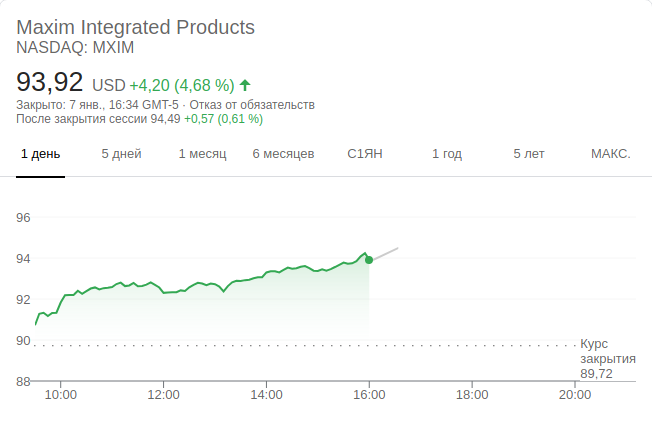 Maxim Integrated Products
NASDAQ: MXIM
93,92 USD +4,20 (4,68 %)
Закрыто: 7 янв., 16:34 GMT-5 · Отказ от обязательств
После закрытия сессии 94,49 +0,57 (0,61 %)
1 день 5 дней 1 месяц 6 месяцев С1ЯН 1 год 5 лет МАКС.
96
94
92
90
Курс
закрытия
89,72
88
10:00 12:00 14:00 16:00 18:00 20:00